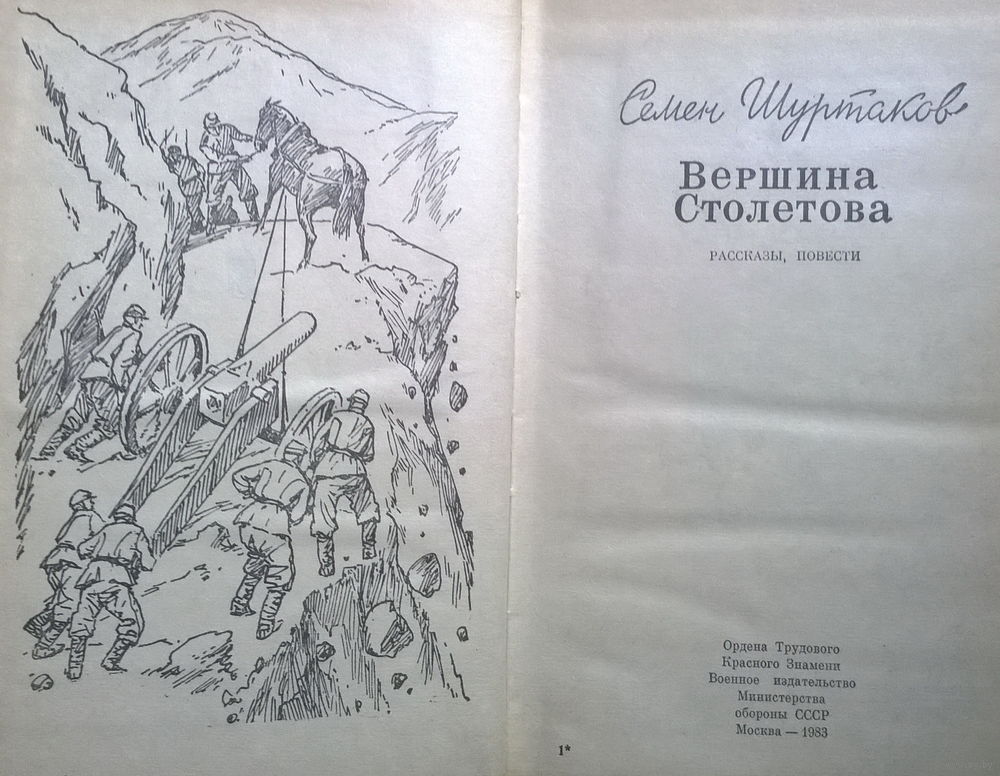 Семен Шуртаков
Вершина
Столетова
РАССКАЗЫ, ПОВЕСТИ
Ордена Трудового
Красного Знамени
Военное издательство
Министерства
обороны СССР
Москва — 1983
1*